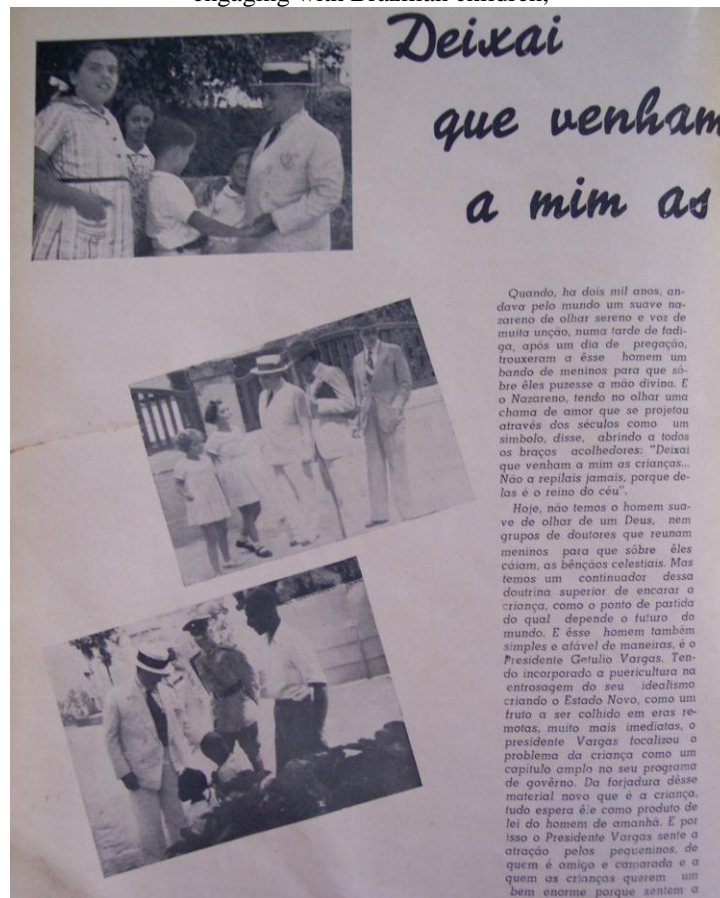 engaging with Brazilian children,
Deixai
que venham
a mim as
Quando, ha dois mil anos, an-
dava pelo mundo um suave na-
zareno de olhar sereno e voz de
muita unção, numa tarde de fadi-
ga, após um dia de pregação,
trouxeram a êsse homem um
bando de meninos para que sô-
bre êles puzesse a mão divina. E
o Nazareno, tendo no olhar uma
chama de amor que se projetou
através dos séculos como um
simbolo, disse, abrindo a todos
os braços acolhedores: "Deixai
que venham a mim as crianças...
Não a repilais jamais, porque de-
las é o reino do céu".
Hoje, não temos o homem sua-
ve de olhar de um Deus, nem
grupos de doutores que reunam
meninos para que sôbre êles
cáiam, as bênçãos celestiais. Mas
temos um continuador dessa
doutrina superior de encarar a
criança, como o ponto de partida
do qual depende o futuro do
mundo. E êsse homem também
simples e afável de maneiras, é o
Presidente Getulio Vargas. Ten-
do incorporado a puericultura na
entrosagem do seu idealismo
criando o Estado Novo, como um
fruto a ser colhido em eras re-
motas, muito mais imediatas, o
presidente Vargas focalizou o
problema da criança como um
capitulo amplo no seu programa
de govêrno. Da forjadura dêsse
material novo que é a criança,
tudo espera êle como produto de
lei do homem de amanhã. E por
isso o Presidente Vargas sente a
atração pelos pequeninos, de
quem é amigo e camarada e a
quem as crianças querem um
bem enorme porque sentem a